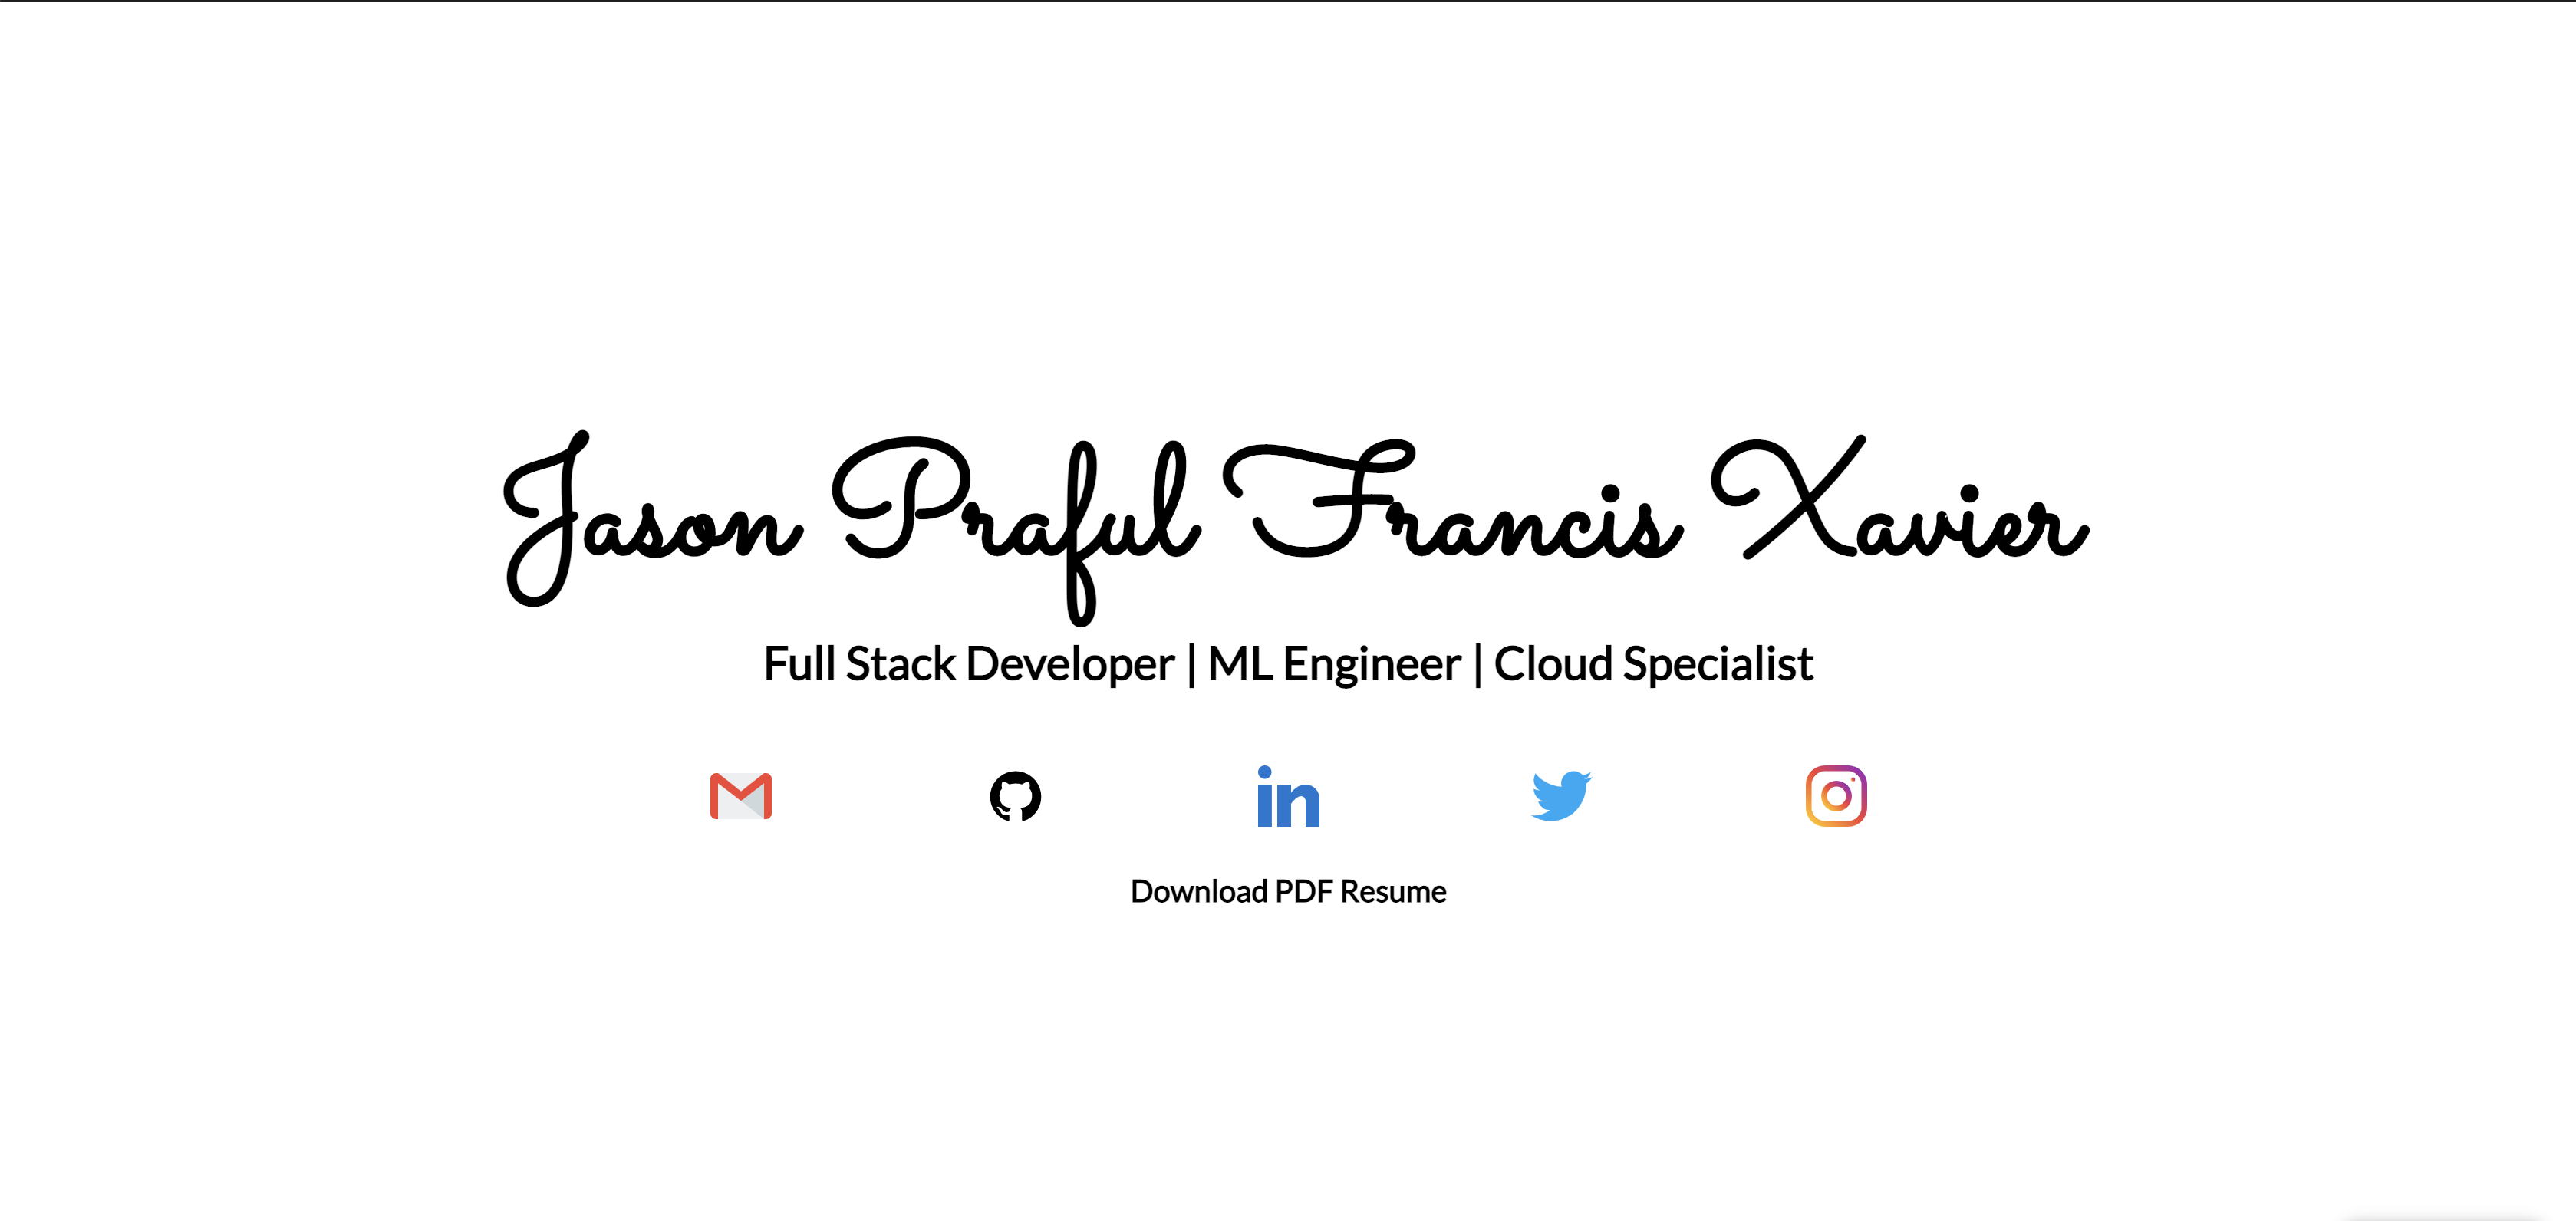 Jason Praful Francis Xavier
Full Stack Developer | ML Engineer | Cloud Specialist
in
Download PDF Resume